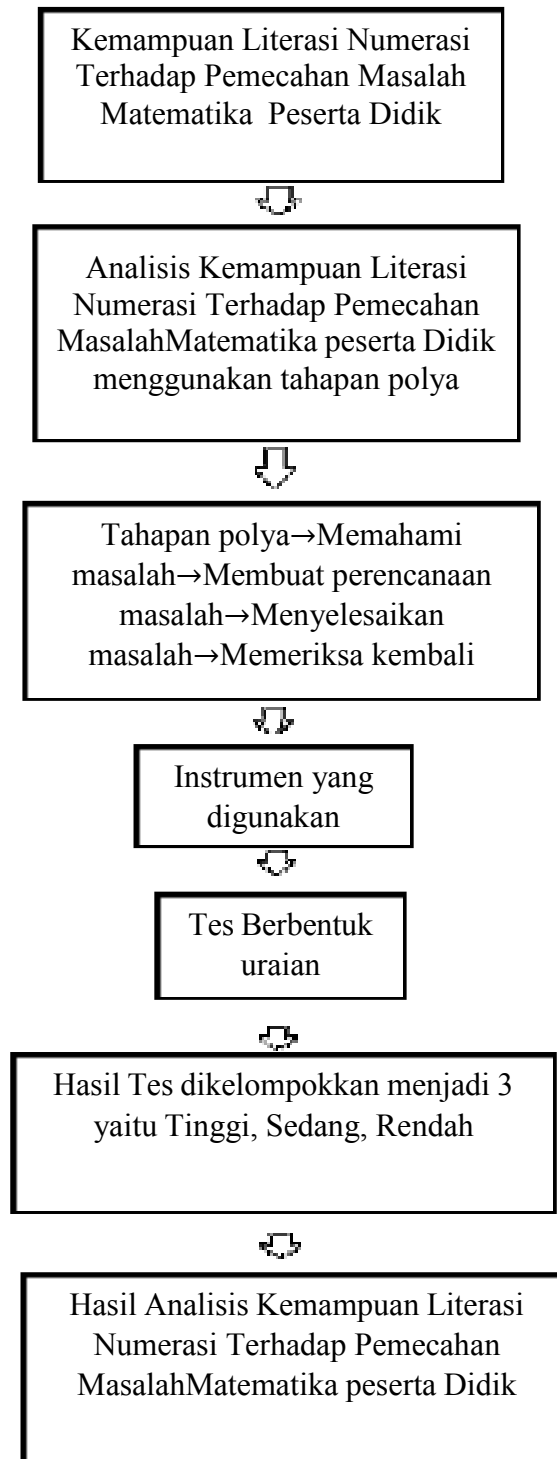 Kemampuan Literasi Numerasi
Terhadap Pemecahan Masalah
Matematika Peserta Didik
Analisis Kemampuan Literasi
Numerasi Terhadap Pemecahan
MasalahMatematika peserta Didik
menggunakan tahapan polya
Tahapan polya→Memahami
masalah→Membuat perencanaan
masalah→Menyelesaikan
masalah→Memeriksa kembali
Instrumen yang
digunakan
Tes Berbentuk
uraian
Hasil Tes dikelompokkan menjadi 3
yaitu Tinggi, Sedang, Rendah
Hasil Analisis Kemampuan Literasi
Numerasi Terhadap Pemecahan
MasalahMatematika peserta Didik